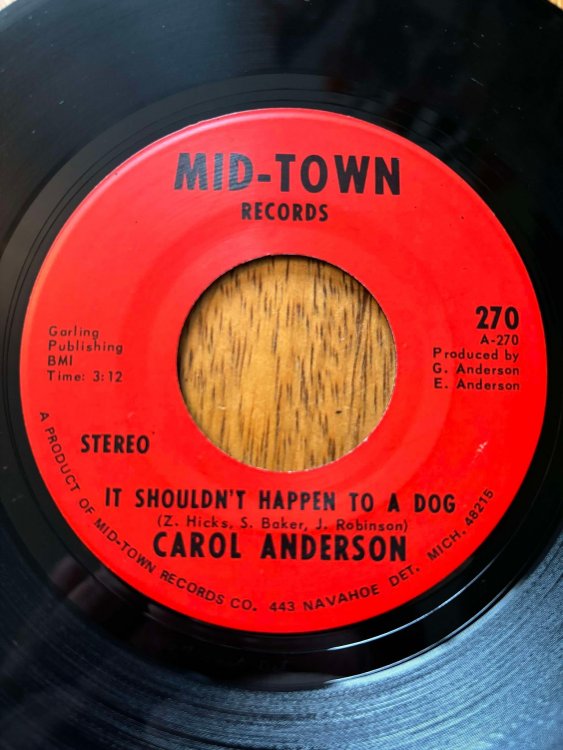 MID-TOWN
RECORDS
Garling
Publishing
BMI
Time: 3:12
270
A-270
Produced by
G. Anderson
E. Anderson
STEREO
IT SHOULDN'T HAPPEN TO A DOG
(Z. Hicks, S. Baker, J. Robinson)
CAROL ANDERSON
A PRODUCT OF MID-TOWN RECORDS CO. 443 NAVAHOE DET. MICH. 48215